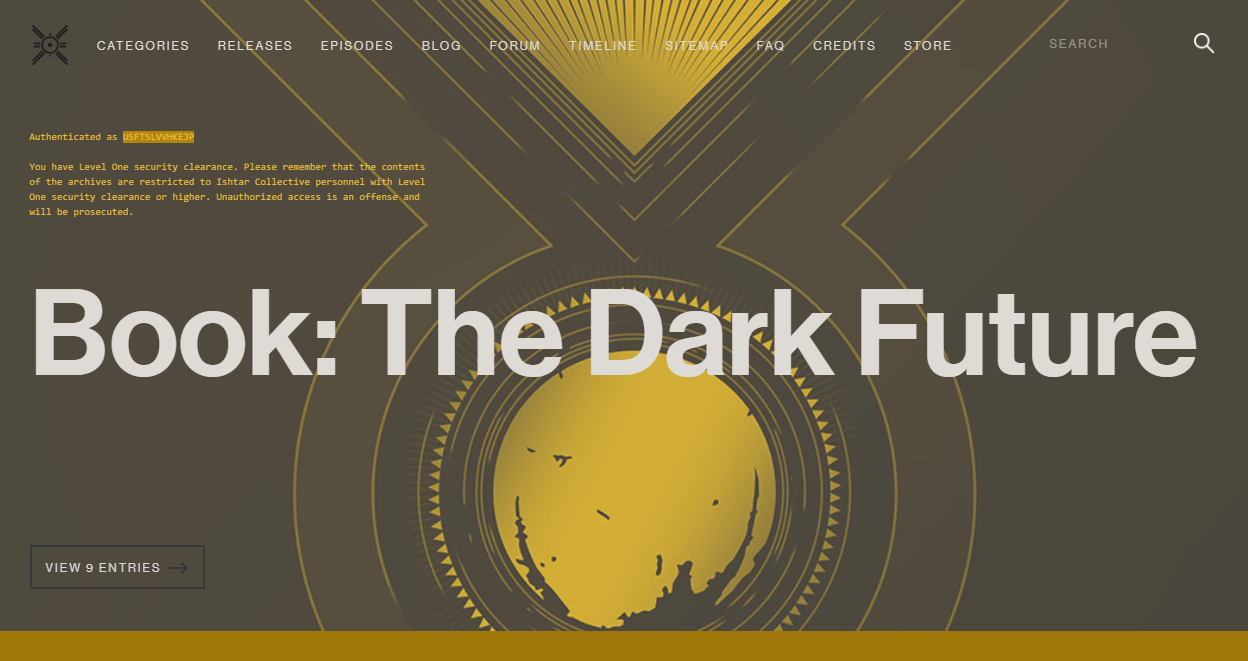 CATEGORIES RELEASES EPISODES BLOG FORUM TIMELINE SITEMAP FAQ CREDITS STORE SEARCH
Authenticated as USFTSLVVHKEJP
You have Level One security clearance. Please remember that the contents
of the archives are restricted to Ishtar Collective personnel with Level
One security clearance or higher. Unauthorized access is an offense and
will be prosecuted.
Book: The Dark Future
VIEW 9 ENTRIES